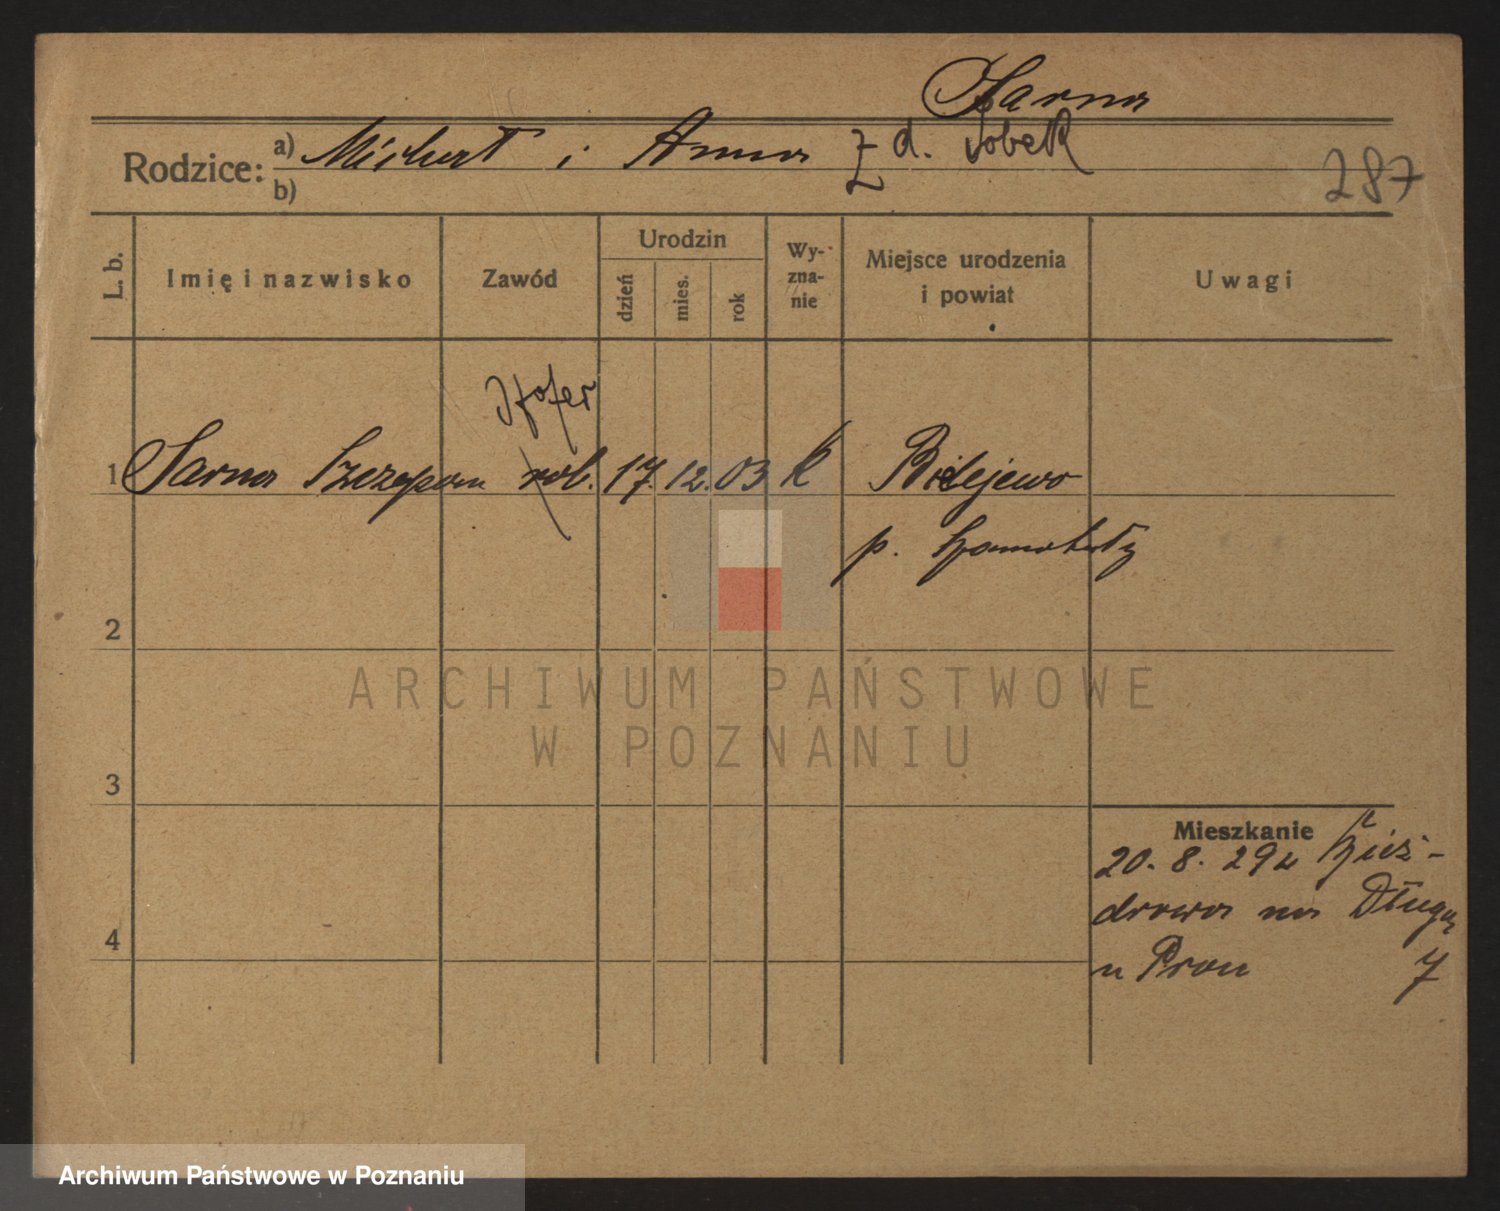 Sarna
Rodzice: a) Michał i Anna z d. Sobek
b)
287
L. b.
Imię i nazwisko
Zawód
Urodzin
dzień
mies.
rok
Wy-
zna-
nie
Miejsce urodzenia
i powiat
Uwagi
Szofer
1 Sarna Szczepan rob. 17. 12. 03 k Bielejewo
p. Szamotuły
2
ARCHIWUM PAŃSTWOWE
W POZNANIU
3
Mieszkanie
20. 8. 29 z
na Długą
4
7
Archiwum Państwowe w Poznaniu